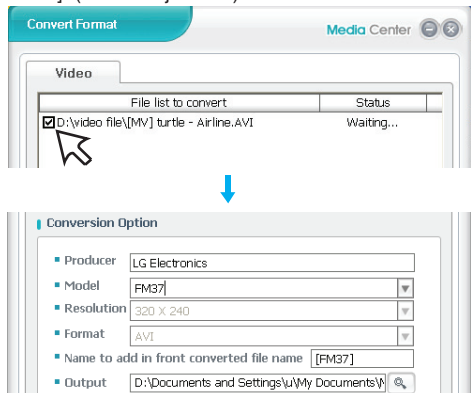 Convert Format
Media Center
Video
File list to convert Status
D:\video file\[MV] turtle - Airline.AVI Waiting...
Conversion Option
Producer LG Electronics
Model FM37
Resolution 320 X 240
Format AVI
Name to add in front converted file name [FM37]
Output D:\Documents and Settings\u\My Documents\